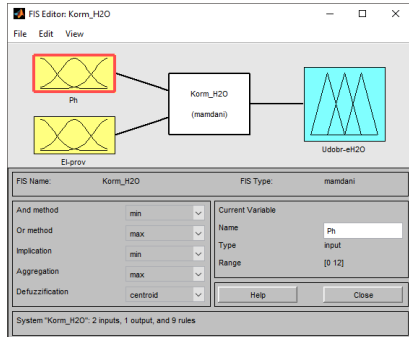 FIS Editor: Korm_H2O
File Edit View
Ph
El-prov
Korm_H2O
(mamdani)
Udobr-eH2O
FIS Name: Korm_H2O FIS Type: mamdani
And method min
Or method max
Implication min
Aggregation max
Defuzzification centroid
Current Variable
Name Ph
Type input
Range [0 12]
Help Close
System "Korm_H2O": 2 inputs, 1 output, and 9 rules